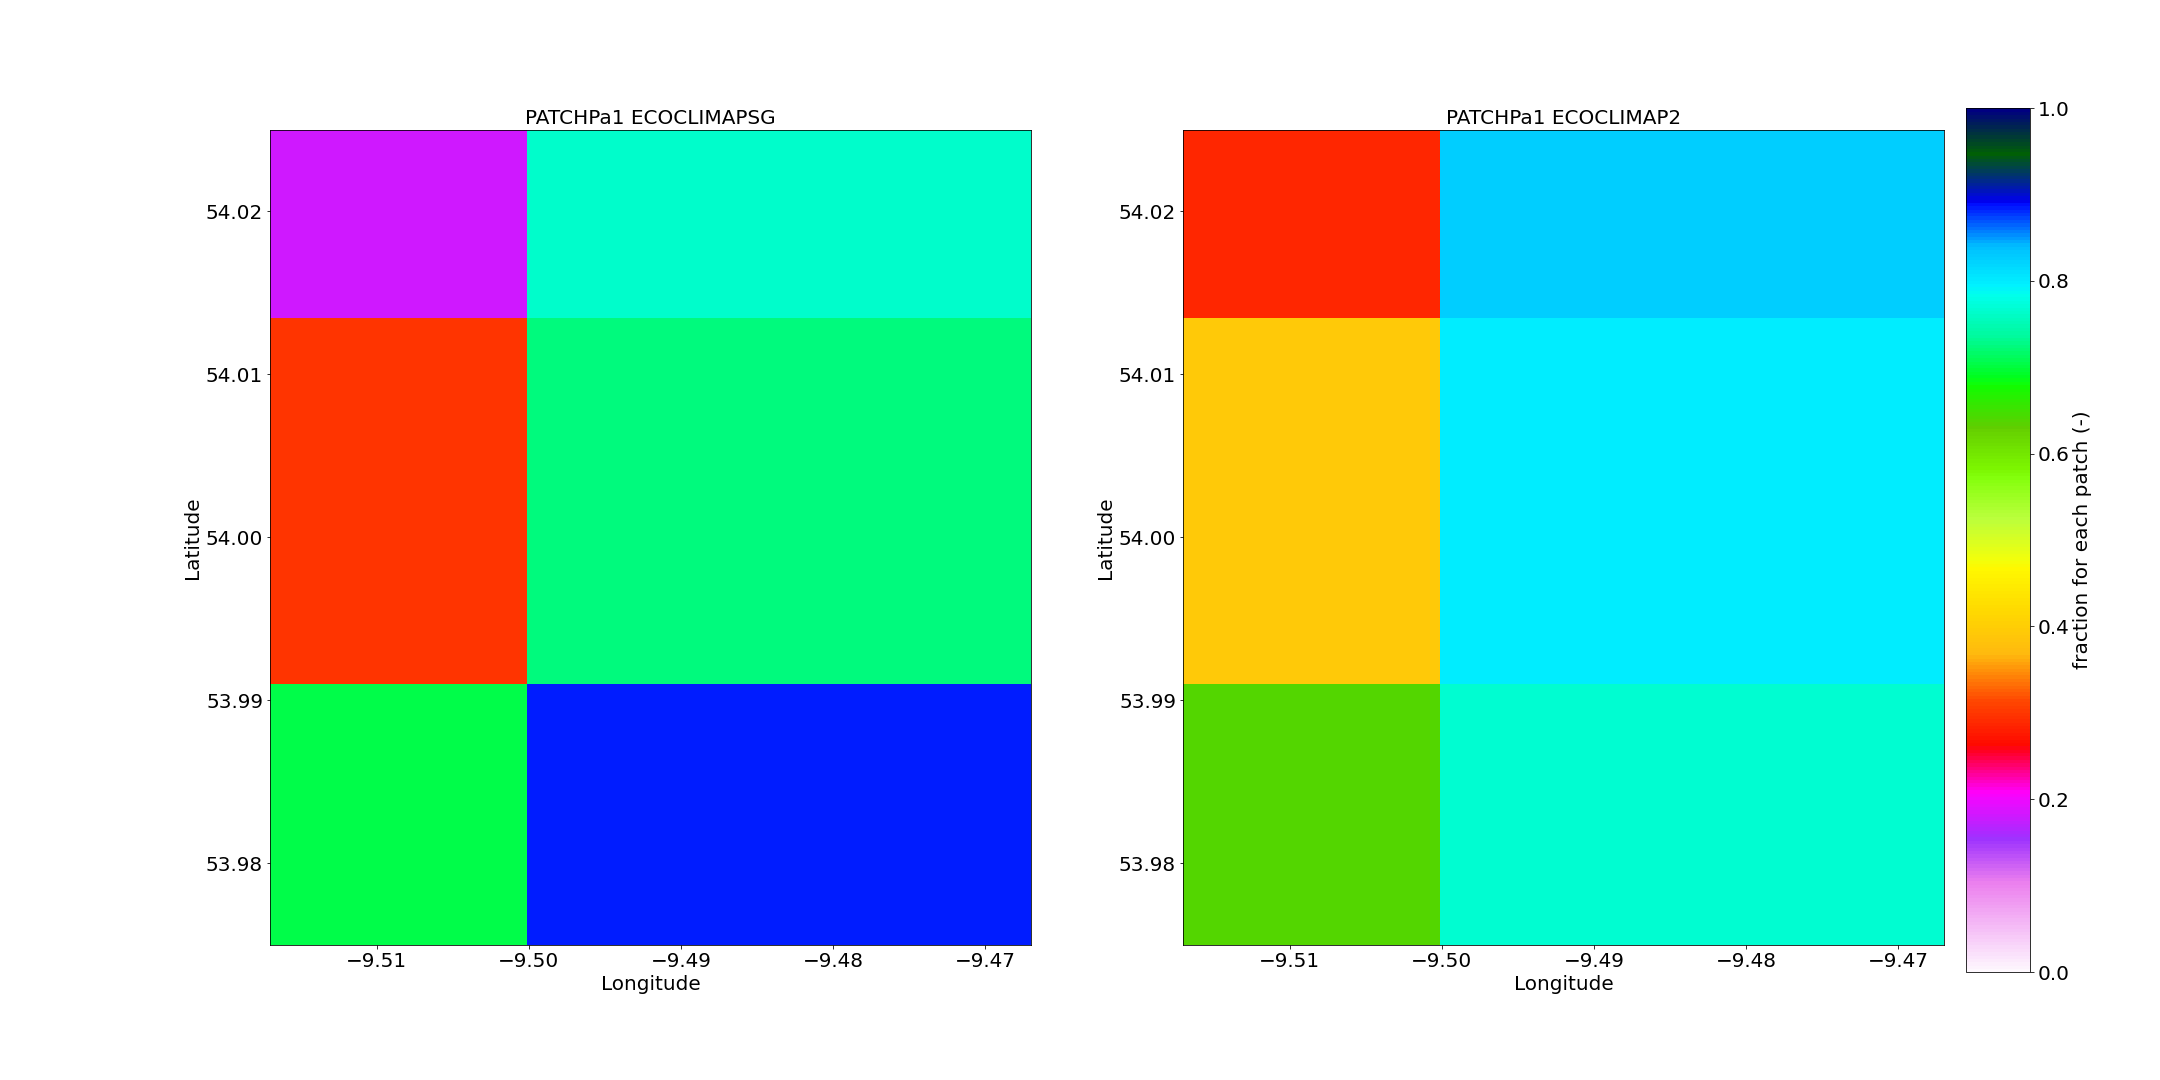 PATCHPa1 ECOCLIMAPSG
Latitude
54.02
54.01
54.00
53.99
53.98
−9.51 −9.50 −9.49 −9.48 −9.47
Longitude
PATCHPa1 ECOCLIMAP2
Latitude
54.02
54.01
54.00
53.99
53.98
−9.51 −9.50 −9.49 −9.48 −9.47
Longitude
1.0
0.8
0.6
0.4
0.2
0.0
fraction for each patch (-)